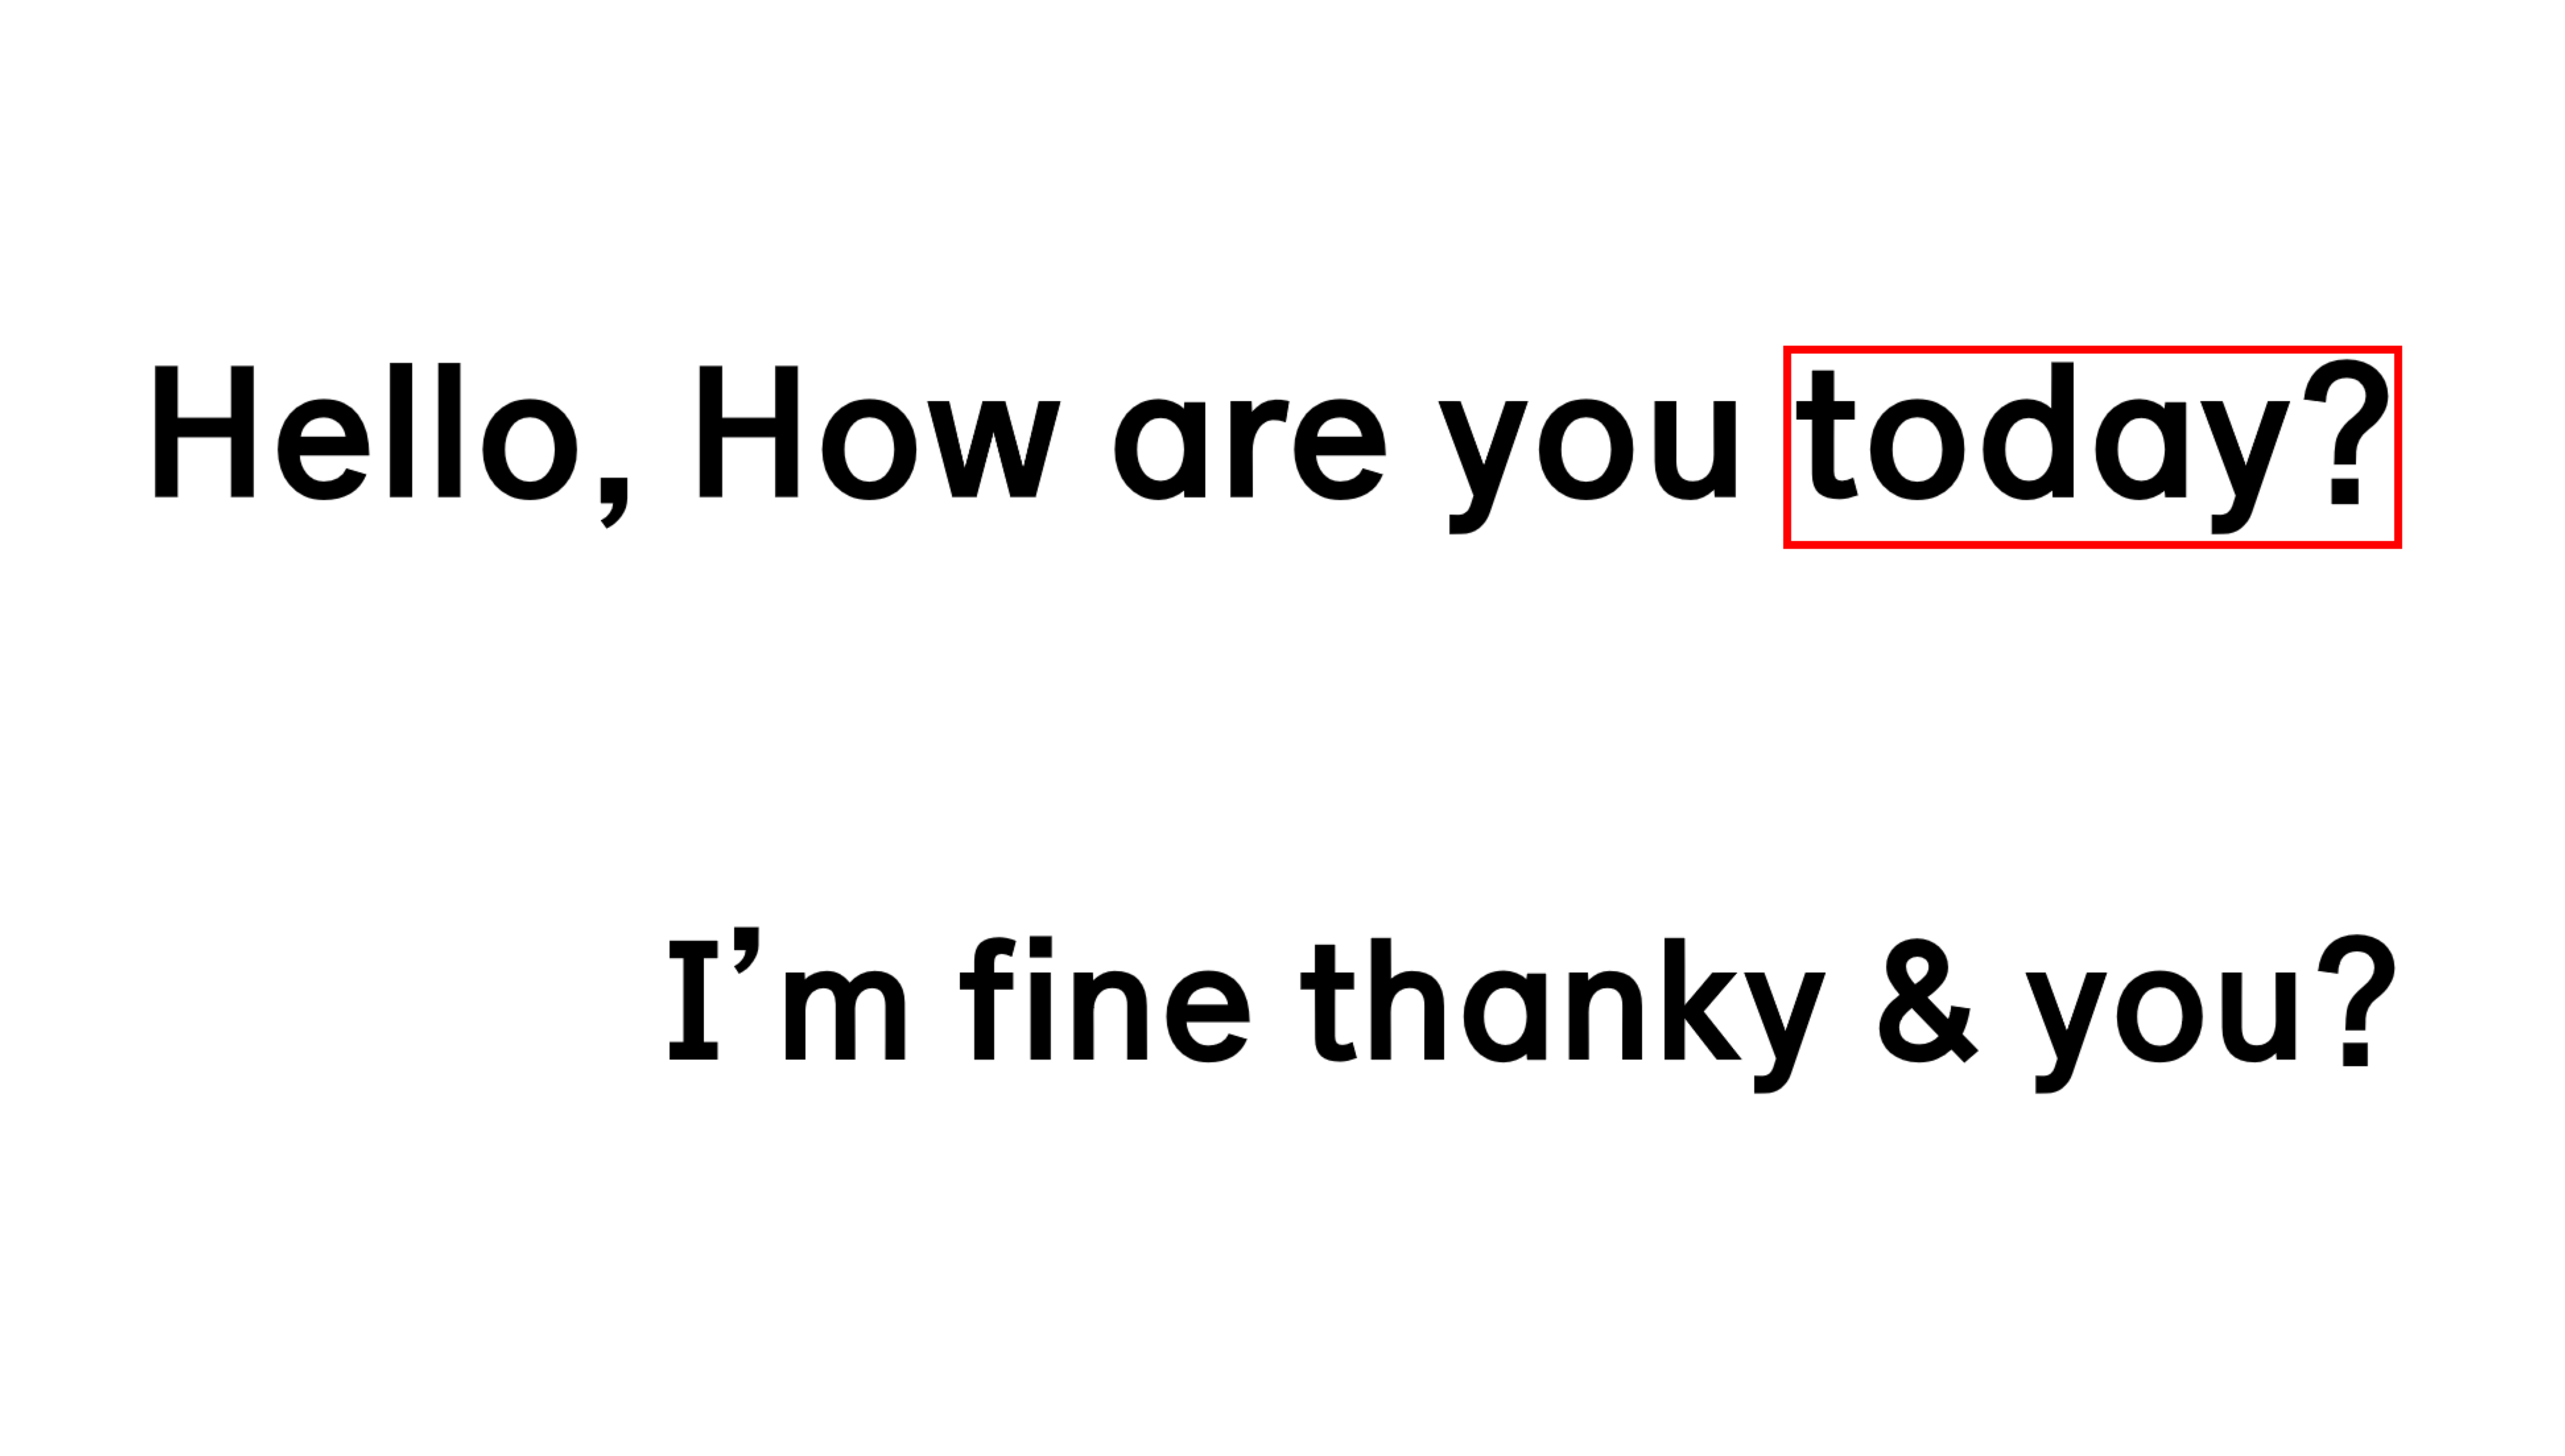 Hello, How are you today?
I’m fine thanky & you?